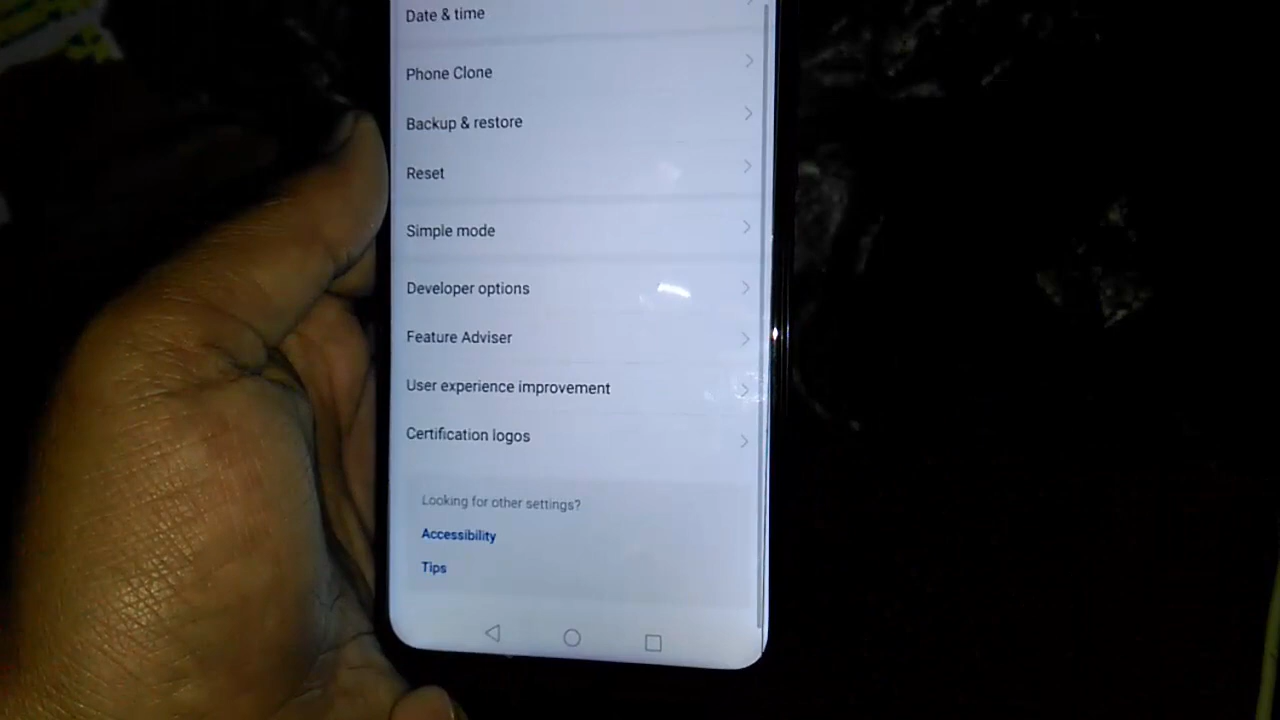 Date & time
Phone Clone
Backup & restore
Reset
Simple mode
Developer options
Feature Adviser
User experience improvement
Certification logos
Looking for other settings?
Accessibility
Tips